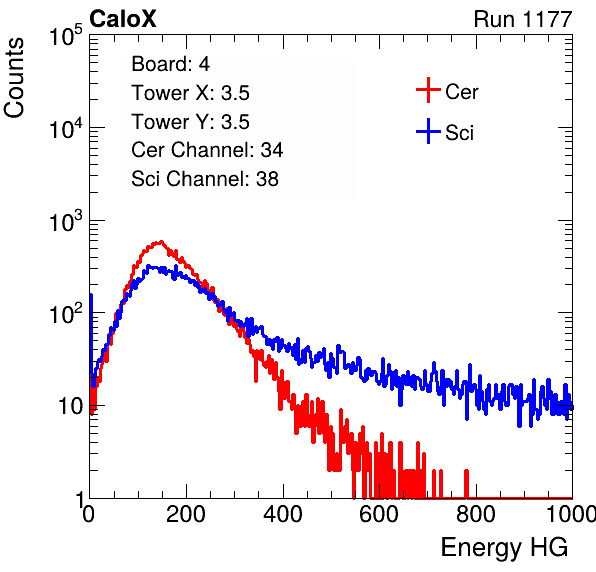 CaloX Run 1177
Counts
10^5
10^4
10^3
10^2
10
1
Board: 4
Tower X: 3.5
Tower Y: 3.5
Cer Channel: 34
Sci Channel: 38
Cer
Sci
0 200 400 600 800 1000
Energy HG